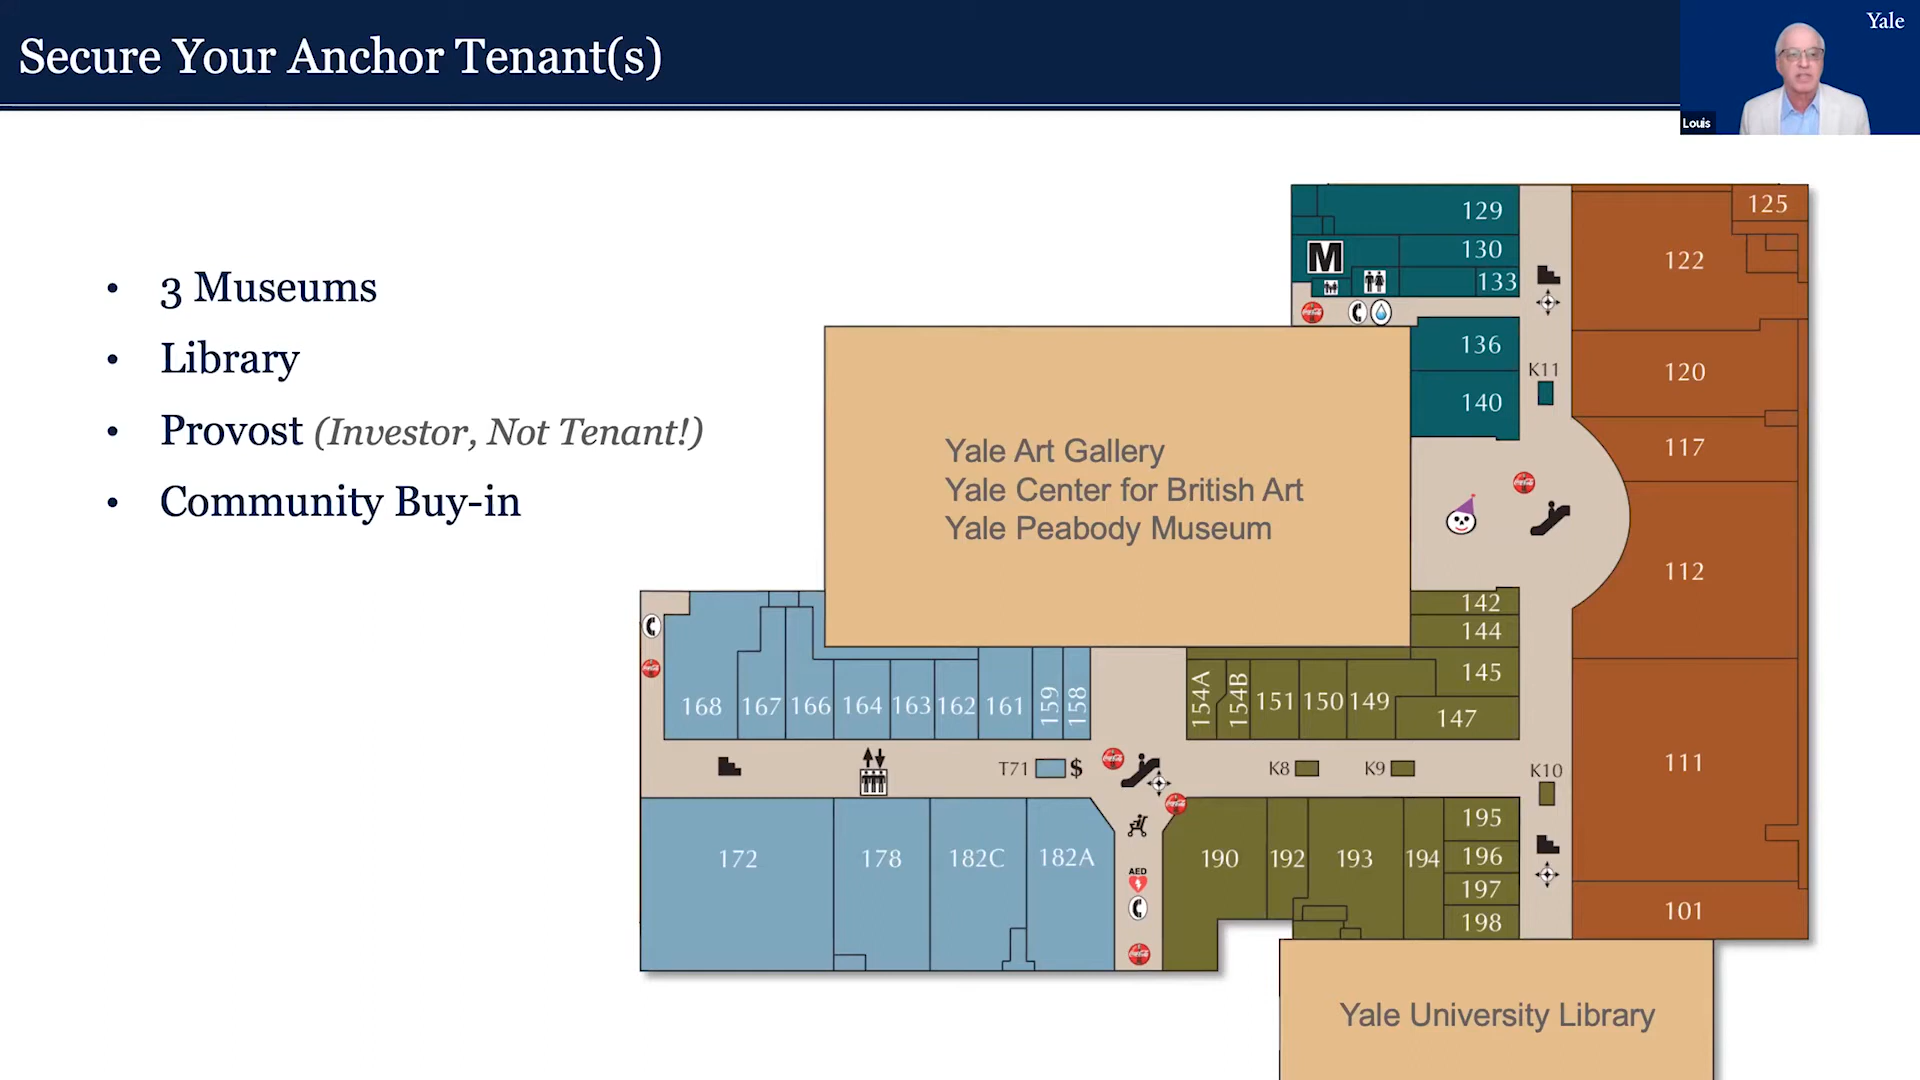 Secure Your Anchor Tenant(s)
Yale
Louis
• 3 Museums
• Library
• Provost (Investor, Not Tenant!)
• Community Buy-in
129
130
133
M
136
140
K11
125
122
120
117
112
111
101
Yale Art Gallery
Yale Center for British Art
Yale Peabody Museum
142
144
145
147
168
167
166
164
163
162
161
159
158
154A
154B
151
150
149
T71
$
K8
K9
K10
172
178
182C
182A
AED
190
192
193
194
195
196
197
198
Yale University Library